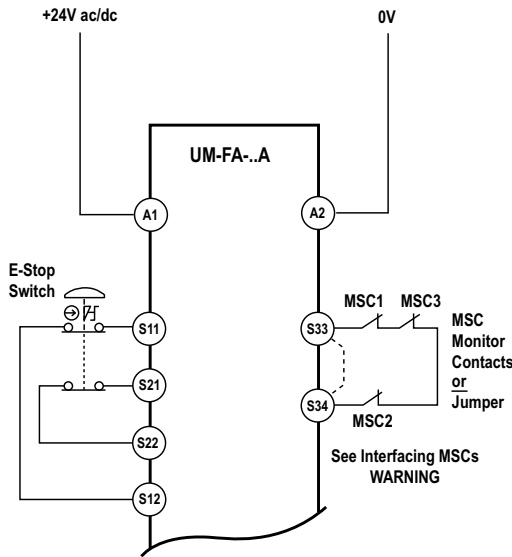 +24V ac/dc
0V
UM-FA-..A
A1
A2
E-Stop
Switch
S11
S21
S22
S12
S33
S34
MSC1
MSC3
MSC2
MSC
Monitor
Contacts
or
Jumper
See Interfacing MSCs
WARNING